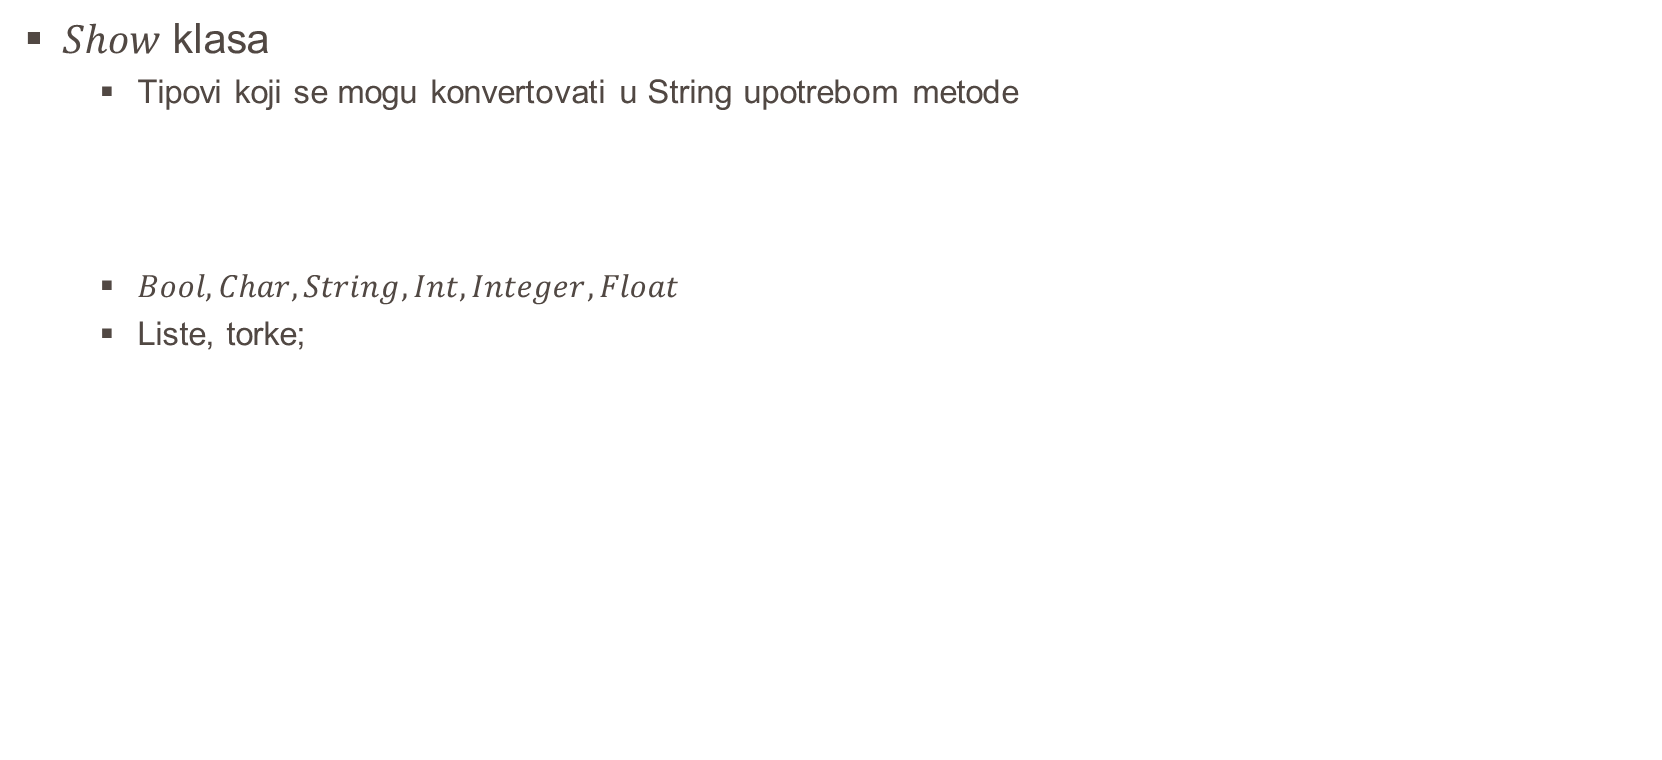 ▪ Show klasa
▪ Tipovi koji se mogu konvertovati u String upotrebom metode
▪ Bool, Char, String, Int, Integer, Float
▪ Liste, torke;